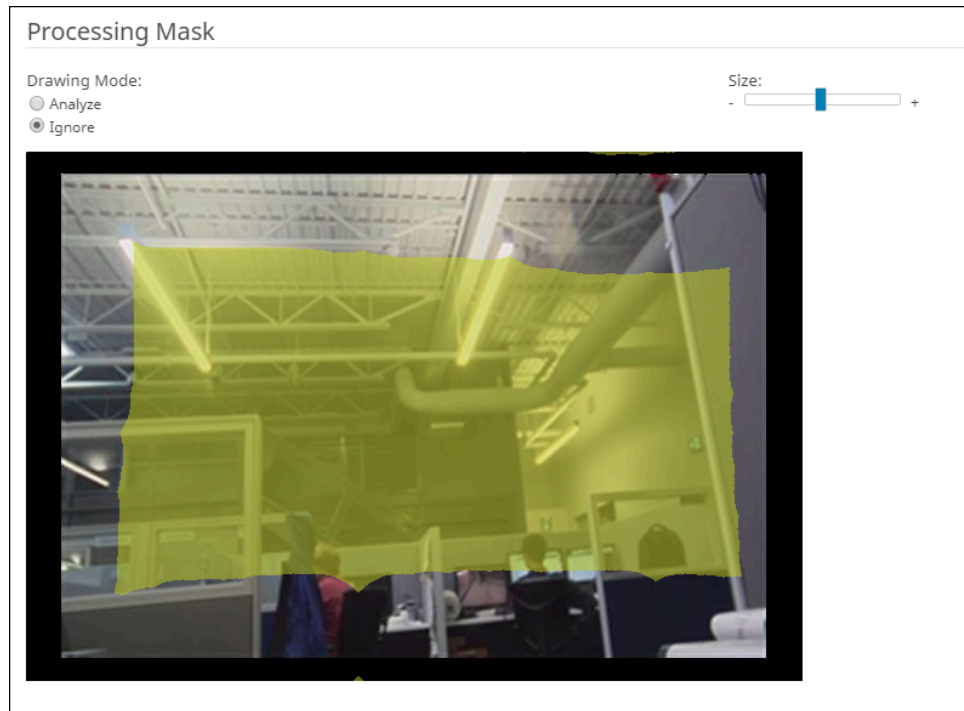 Processing Mask
Drawing Mode:
Analyze
Ignore
Size:
- +